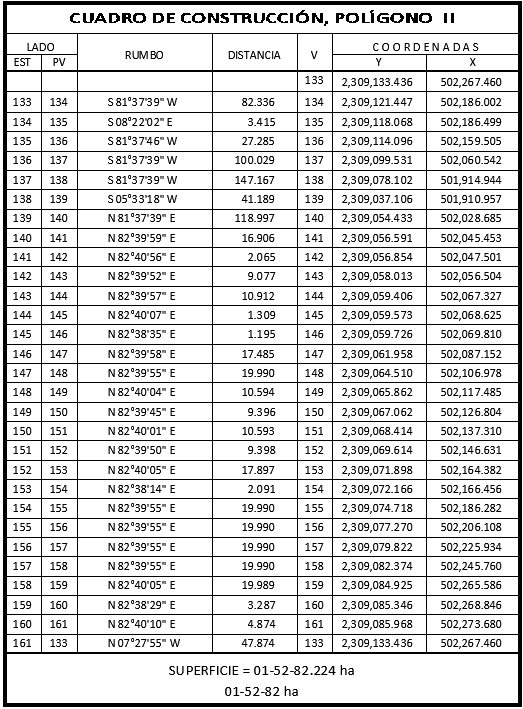 CUADRO DE CONSTRUCCIÓN, POLÍGONO II
LADO RUMBO DISTANCIA V COORDENADAS
EST PV Y X
133 2,309,133.436 502,267.460
133 134 S 81°37'39" W 82.336 134 2,309,121.447 502,186.002
134 135 S 08°22'02" E 3.415 135 2,309,118.068 502,186.499
135 136 S 81°37'46" W 27.285 136 2,309,114.096 502,159.505
136 137 S 81°37'39" W 100.029 137 2,309,099.531 502,060.542
137 138 S 81°37'39" W 147.167 138 2,309,078.102 501,914.944
138 139 S 05°33'18" W 41.189 139 2,309,037.106 501,910.957
139 140 N 81°37'39" E 118.997 140 2,309,054.433 502,028.685
140 141 N 82°39'59" E 16.906 141 2,309,056.591 502,045.453
141 142 N 82°40'56" E 2.065 142 2,309,056.854 502,047.501
142 143 N 82°39'52" E 9.077 143 2,309,058.013 502,056.504
143 144 N 82°39'57" E 10.912 144 2,309,059.406 502,067.327
144 145 N 82°40'07" E 1.309 145 2,309,059.573 502,068.625
145 146 N 82°38'35" E 1.195 146 2,309,059.726 502,069.810
146 147 N 82°39'58" E 17.485 147 2,309,061.958 502,087.152
147 148 N 82°39'55" E 19.990 148 2,309,064.510 502,106.978
148 149 N 82°40'04" E 10.594 149 2,309,065.862 502,117.485
149 150 N 82°39'45" E 9.396 150 2,309,067.062 502,126.804
150 151 N 82°40'01" E 10.593 151 2,309,068.414 502,137.310
151 152 N 82°39'50" E 9.398 152 2,309,069.614 502,146.631
152 153 N 82°40'05" E 17.897 153 2,309,071.898 502,164.382
153 154 N 82°38'14" E 2.091 154 2,309,072.166 502,166.456
154 155 N 82°39'55" E 19.990 155 2,309,074.718 502,186.282
155 156 N 82°39'55" E 19.990 156 2,309,077.270 502,206.108
156 157 N 82°39'55" E 19.990 157 2,309,079.822 502,225.934
157 158 N 82°39'55" E 19.990 158 2,309,082.374 502,245.760
158 159 N 82°40'05" E 19.989 159 2,309,084.925 502,265.586
159 160 N 82°38'29" E 3.287 160 2,309,085.346 502,268.846
160 161 N 82°40'10" E 4.874 161 2,309,085.968 502,273.680
161 133 N 07°27'55" W 47.874 133 2,309,133.436 502,267.460
SUPERFICIE = 01-52-82.224 ha
01-52-82 ha